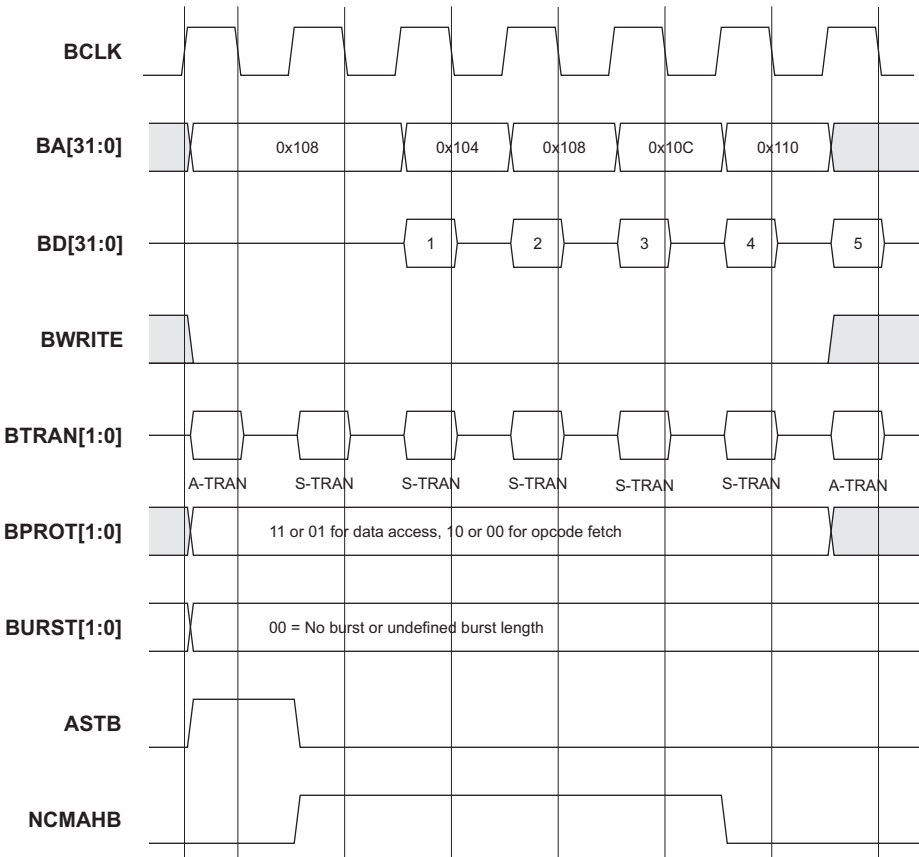 BCLK
BA[31:0]
0x108 0x104 0x108 0x10C 0x110
BD[31:0]
1 2 3 4 5
BWRITE
BTRAN[1:0]
A-TRAN S-TRAN S-TRAN S-TRAN S-TRAN S-TRAN A-TRAN
BPROT[1:0]
11 or 01 for data access, 10 or 00 for opcode fetch
BURST[1:0]
00 = No burst or undefined burst length
ASTB
NCMAHB